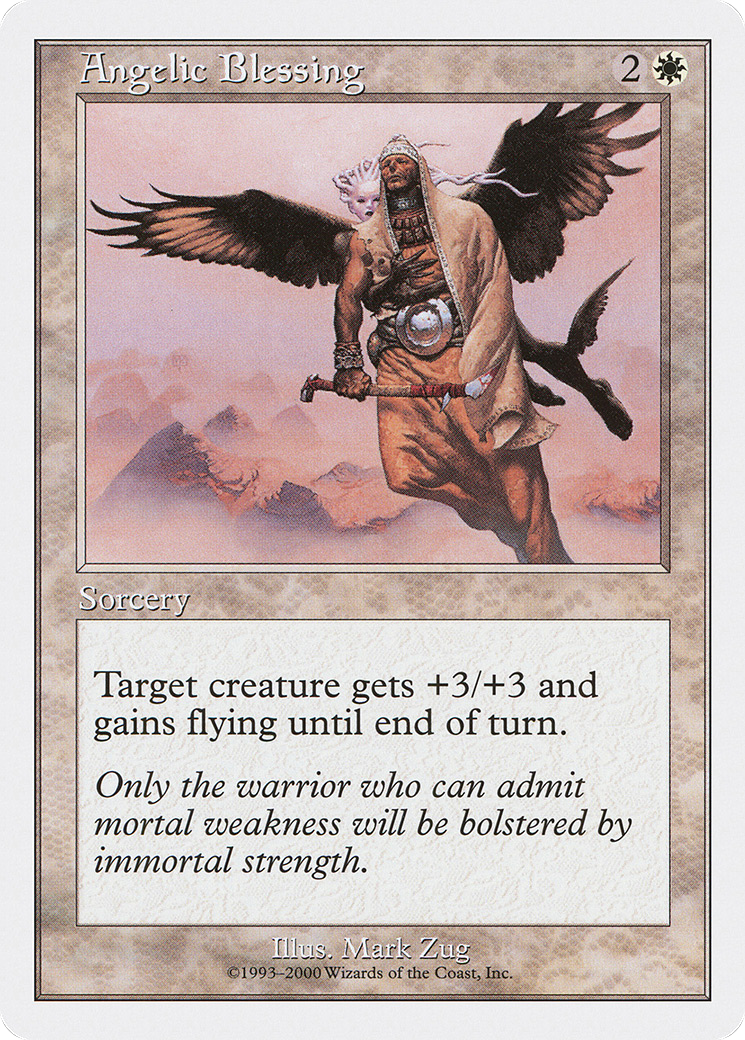 Angelic Blessing 2
Sorcery
Target creature gets +3/+3 and
gains flying until end of turn.
Only the warrior who can admit
mortal weakness will be bolstered by
immortal strength.
Illus. Mark Zug
©1993–2000 Wizards of the Coast, Inc.